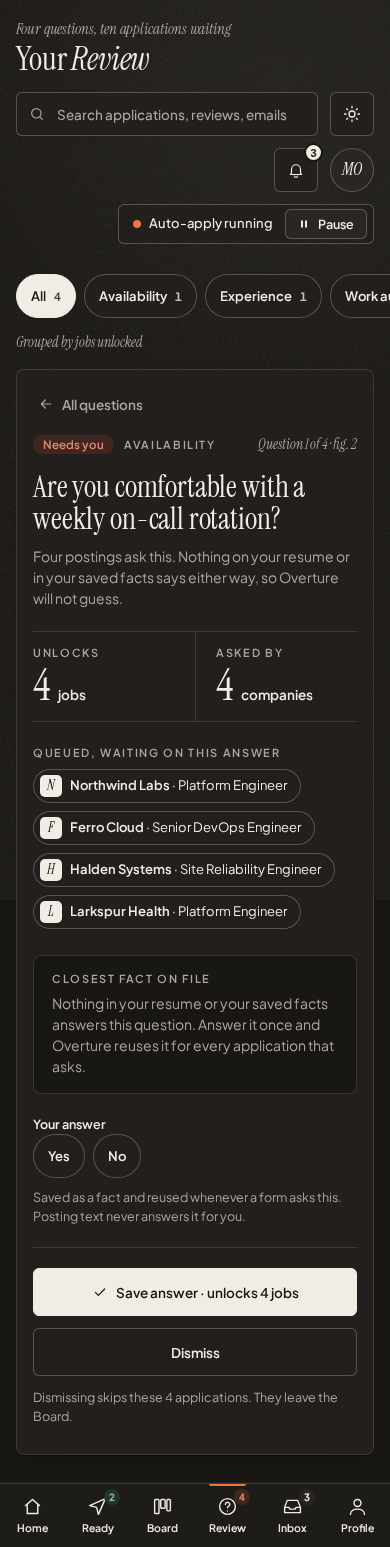 Four questions, ten applications waiting
Your Review
Search applications, reviews, emails
3
MO
Auto-apply running
Pause
All 4
Availability 1
Experience 1
Work au
Grouped by jobs unlocked
← All questions
Needs you
AVAILABILITY
Question 1 of 4 · fig. 2
Are you comfortable with a
weekly on-call rotation?
Four postings ask this. Nothing on your resume or
in your saved facts says either way, so Overture
will not guess.
UNLOCKS
4 jobs
ASKED BY
4 companies
QUEUED, WAITING ON THIS ANSWER
N Northwind Labs · Platform Engineer
F Ferro Cloud · Senior DevOps Engineer
H Halden Systems · Site Reliability Engineer
L Larkspur Health · Platform Engineer
CLOSEST FACT ON FILE
Nothing in your resume or your saved facts
answers this question. Answer it once and
Overture reuses it for every application that
asks.
Your answer
Yes
No
Saved as a fact and reused whenever a form asks this.
Posting text never answers it for you.
Save answer · unlocks 4 jobs
Dismiss
Dismissing skips these 4 applications. They leave the
Board.
2
4
3
Home
Ready
Board
Review
Inbox
Profile